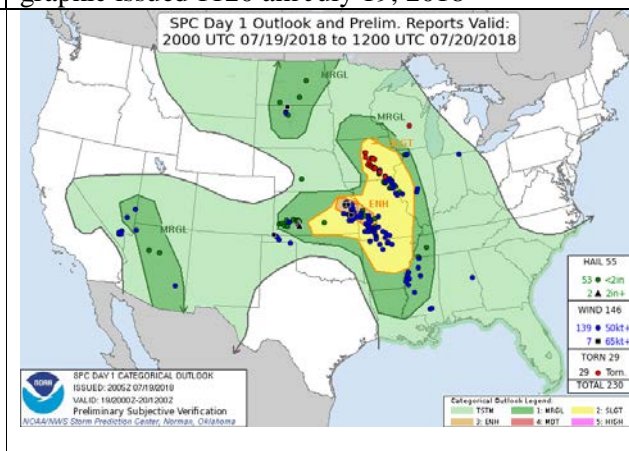 graphic issued 1126 am July 19, 2018
SPC Day 1 Outlook and Prelim. Reports Valid:
2000 UTC 07/19/2018 to 1200 UTC 07/20/2018
MRGL
MRGL
SLGT
ENH
MRGL
HAIL 55
53 ● <2in
2 ▲ 2in+
WIND 146
139 ● 50kt+
7 ■ 65kt+
TORN 29
29 ● Torn.
TOTAL 230
NOAA
SPC DAY 1 CATEGORICAL OUTLOOK
ISSUED: 2005Z 07/19/2018
VALID: 19/2000Z-20/1200Z
Preliminary Subjective Verification
NOAA/NWS Storm Prediction Center, Norman, Oklahoma
Categorical Outlook Legend:
TSTM 1: MRGL 2: SLGT
3: ENH 4: MDT 5: HIGH